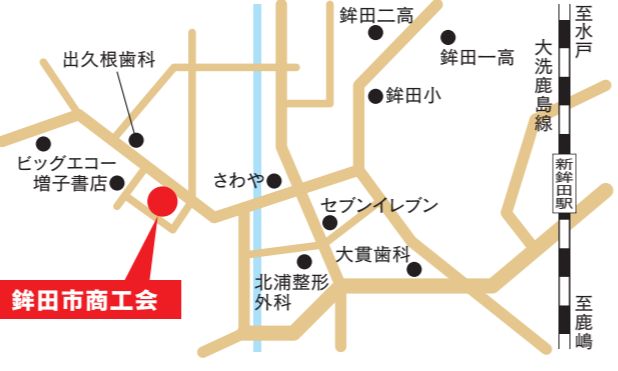 鉾田二高
至水戸
鉾田一高
出久根歯科
大洗鹿島線
鉾田小
ビッグエコー
増子書店
さわや
新鉾田駅
セブンイレブン
大貫歯科
北浦整形
外科
鉾田市商工会
至鹿嶋